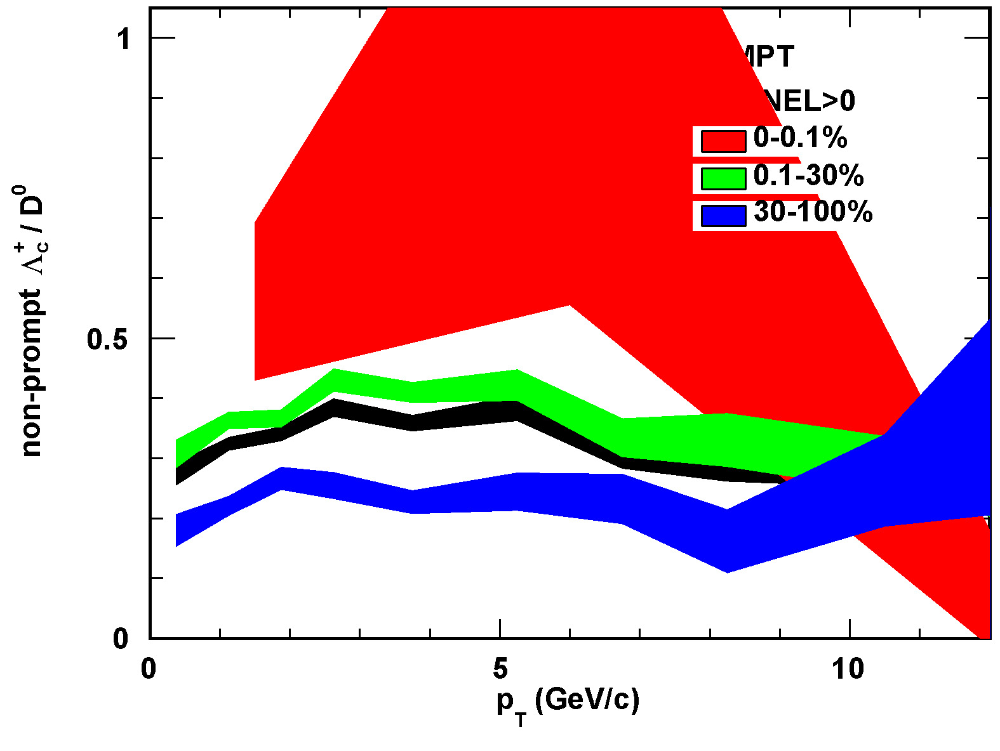 1
MPT
NEL>0
0-0.1%
0.1-30%
30-100%
non-prompt Λc+ / D0
0.5
0
0
5
10
pT (GeV/c)